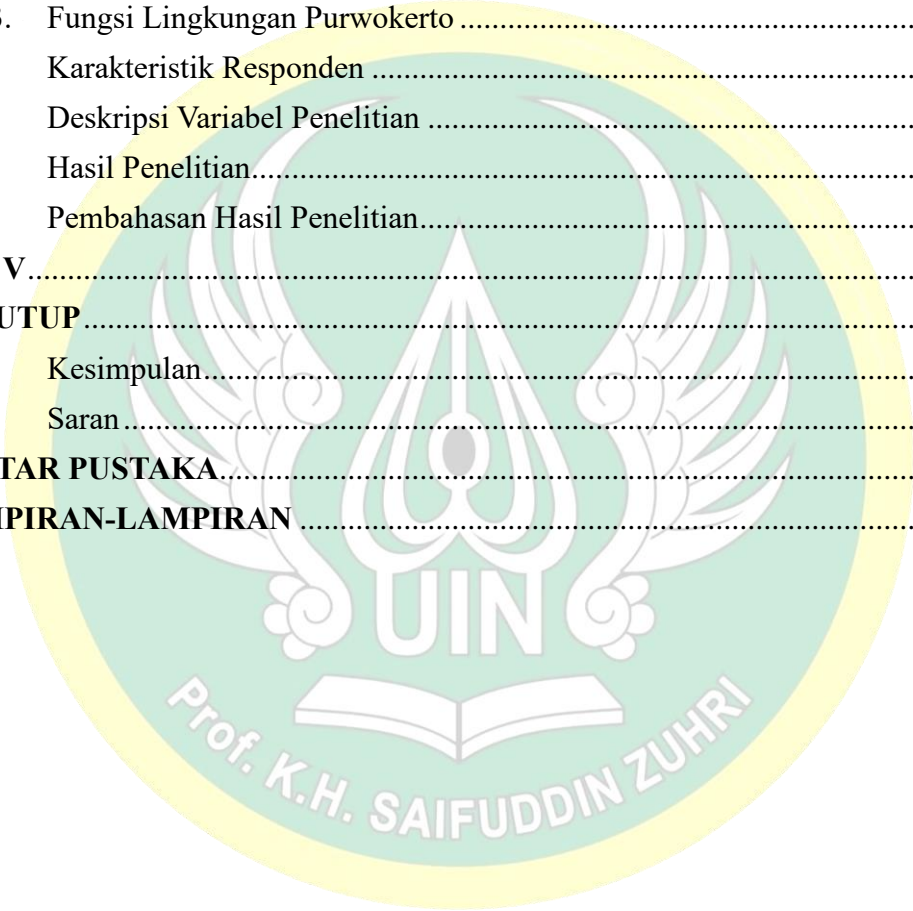 . Fungsi Lingkungan Purwokerto ........................................................
Karakteristik Responden ....................................................................
Deskripsi Variabel Penelitian .............................................................
Hasil Penelitian...................................................................................
Pembahasan Hasil Penelitian..............................................................
V................................................................................................................
UTUP........................................................................................................
Kesimpulan.........................................................................................
Saran...................................................................................................
TAR PUSTAKA.......................................................................................
IPIRAN-LAMPIRAN .............................................................................
UIN
Prof. K.H. SAIFUDDIN ZUHRI